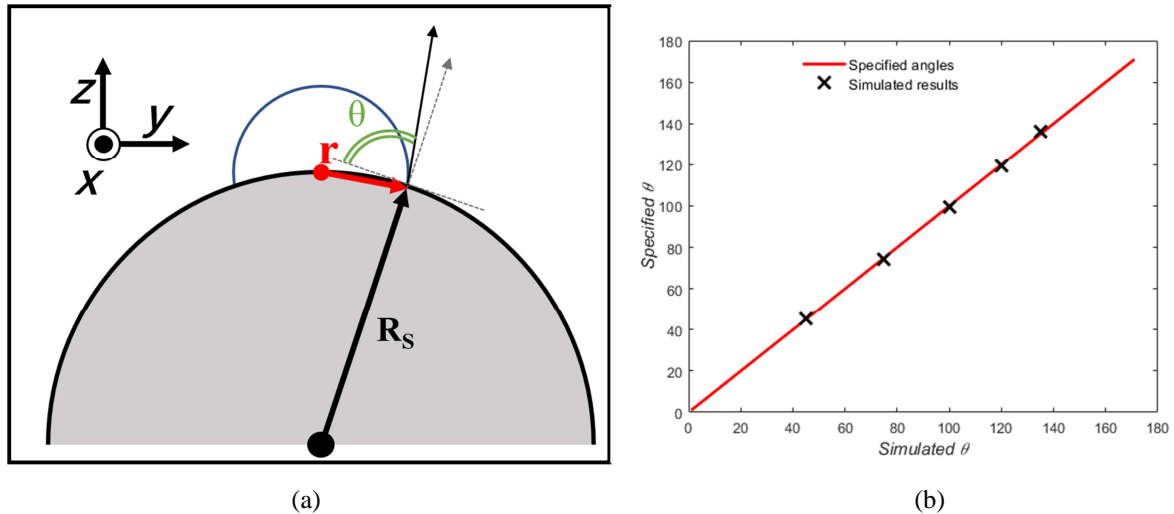 z
y
x
θ
r
R_S
(a)
180
160
140
120
100
80
60
40
20
0
Specified angles
Simulated results
Specified θ
0 20 40 60 80 100 120 140 160 180
Simulated θ
(b)